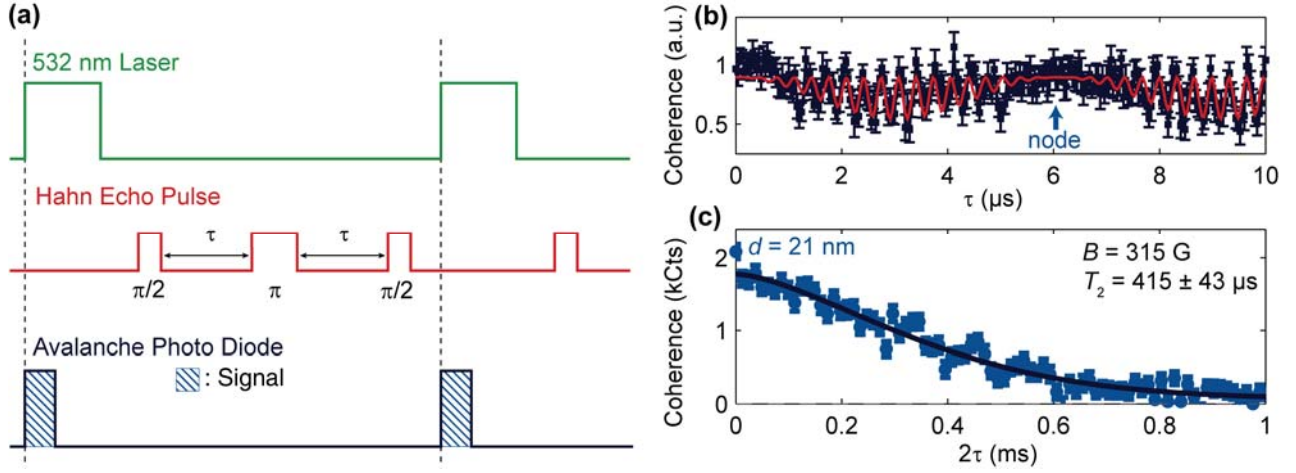 (a)
532 nm Laser
Hahn Echo Pulse
τ
τ
π/2
π
π/2
Avalanche Photo Diode
: Signal
(b)
Coherence (a.u.)
1
0.5
node
0
2
4
6
8
10
τ (µs)
(c)
Coherence (kCts)
2
1
0
d = 21 nm
B = 315 G
T2 = 415 ± 43 µs
0
0.2
0.4
0.6
0.8
1
2τ (ms)